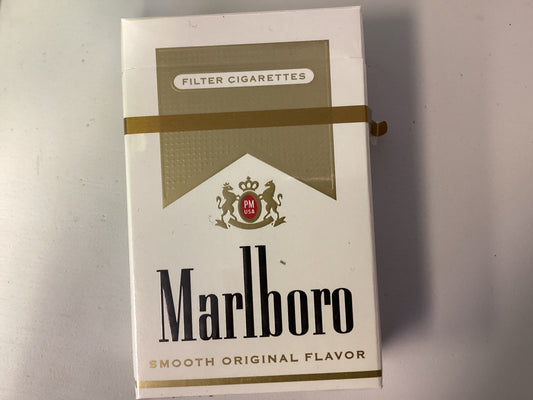 FILTER CIGARETTES
PM
USA
Marlboro
SMOOTH ORIGINAL FLAVOR